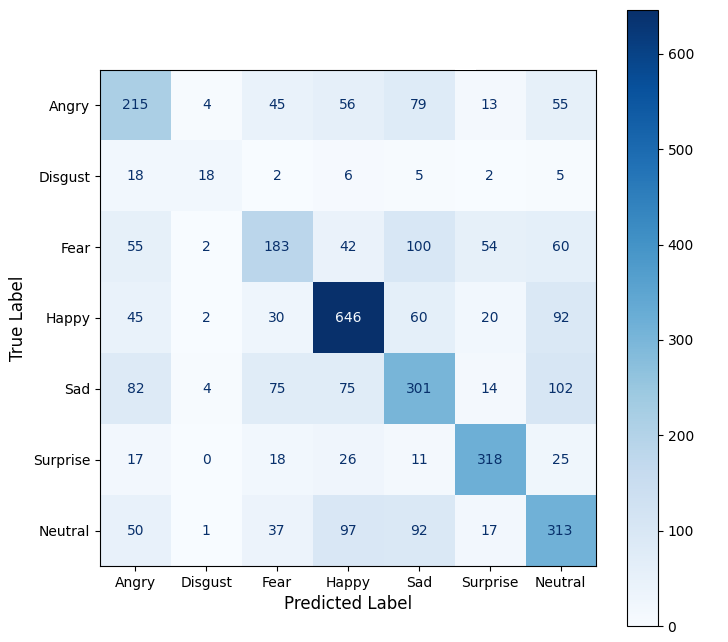 Angry 215 4 45 56 79 13 55
Disgust 18 18 2 6 5 2 5
Fear 55 2 183 42 100 54 60
Happy 45 2 30 646 60 20 92
Sad 82 4 75 75 301 14 102
Surprise 17 0 18 26 11 318 25
Neutral 50 1 37 97 92 17 313
Angry Disgust Fear Happy Sad Surprise Neutral
Predicted Label
True Label
600
500
400
300
200
100
0